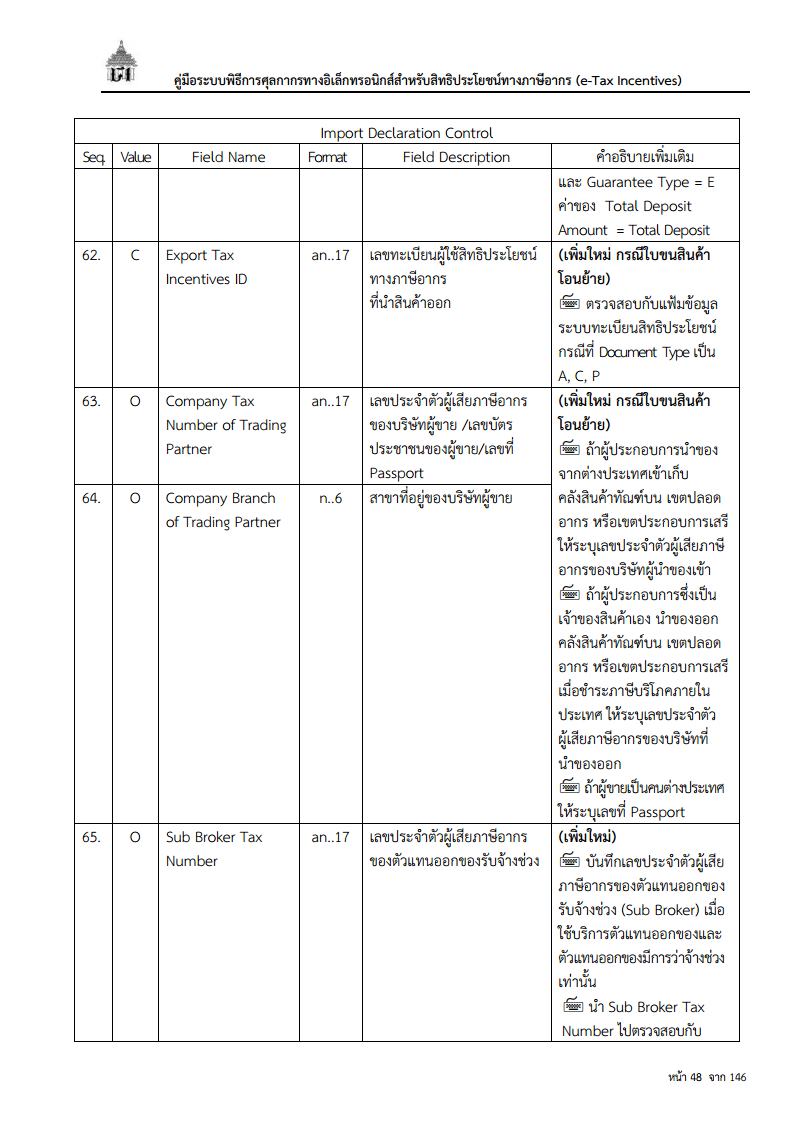 คู่มือระบบพิธีการศุลกากรทางอิเล็กทรอนิกส์สำหรับสิทธิประโยชน์ทางภาษีอากร (e-Tax Incentives)
Import Declaration Control
Seq. Value Field Name Format Field Description คำอธิบายเพิ่มเติม
และ Guarantee Type = E
ค่าของ Total Deposit
Amount = Total Deposit
62. C Export Tax an..17 เลขทะเบียนผู้ใช้สิทธิประโยชน์ (เพิ่มใหม่ กรณีใบขนสินค้า
Incentives ID ทางภาษีอากร โอนย้าย)
ที่นำสินค้าออก ตรวจสอบกับแฟ้มข้อมูล
ระบบทะเบียนสิทธิประโยชน์
กรณีที่ Document Type เป็น
A, C, P
63. O Company Tax an..17 เลขประจำตัวผู้เสียภาษีอากร (เพิ่มใหม่ กรณีใบขนสินค้า
Number of Trading ของบริษัทผู้ขาย /เลขบัตร โอนย้าย)
Partner ประชาชนของผู้ขาย/เลขที่ ถ้าผู้ประกอบการนำของ
Passport จากต่างประเทศเข้าเก็บ
64. O Company Branch n..6 สาขาที่อยู่ของบริษัทผู้ขาย คลังสินค้าทัณฑ์บน เขตปลอด
of Trading Partner อากร หรือเขตประกอบการเสรี
ให้ระบุเลขประจำตัวผู้เสียภาษี
อากรของบริษัทผู้นำของเข้า
ถ้าผู้ประกอบการซึ่งเป็น
เจ้าของสินค้าเอง นำของออก
คลังสินค้าทัณฑ์บน เขตปลอด
อากร หรือเขตประกอบการเสรี
เมื่อชำระภาษีบริโภคภายใน
ประเทศ ให้ระบุเลขประจำตัว
ผู้เสียภาษีอากรของบริษัทที่
นำของออก
ถ้าผู้ขายเป็นคนต่างประเทศ
ให้ระบุเลขที่ Passport
65. O Sub Broker Tax an..17 เลขประจำตัวผู้เสียภาษีอากร (เพิ่มใหม่)
Number ของตัวแทนออกของรับจ้างช่วง บันทึกเลขประจำตัวผู้เสีย
ภาษีอากรของตัวแทนออกของ
รับจ้างช่วง (Sub Broker) เมื่อ
ใช้บริการตัวแทนออกของและ
ตัวแทนออกของมีการว่าจ้างช่วง
เท่านั้น
นำ Sub Broker Tax
Number ไปตรวจสอบกับ
หน้า 48 จาก 146